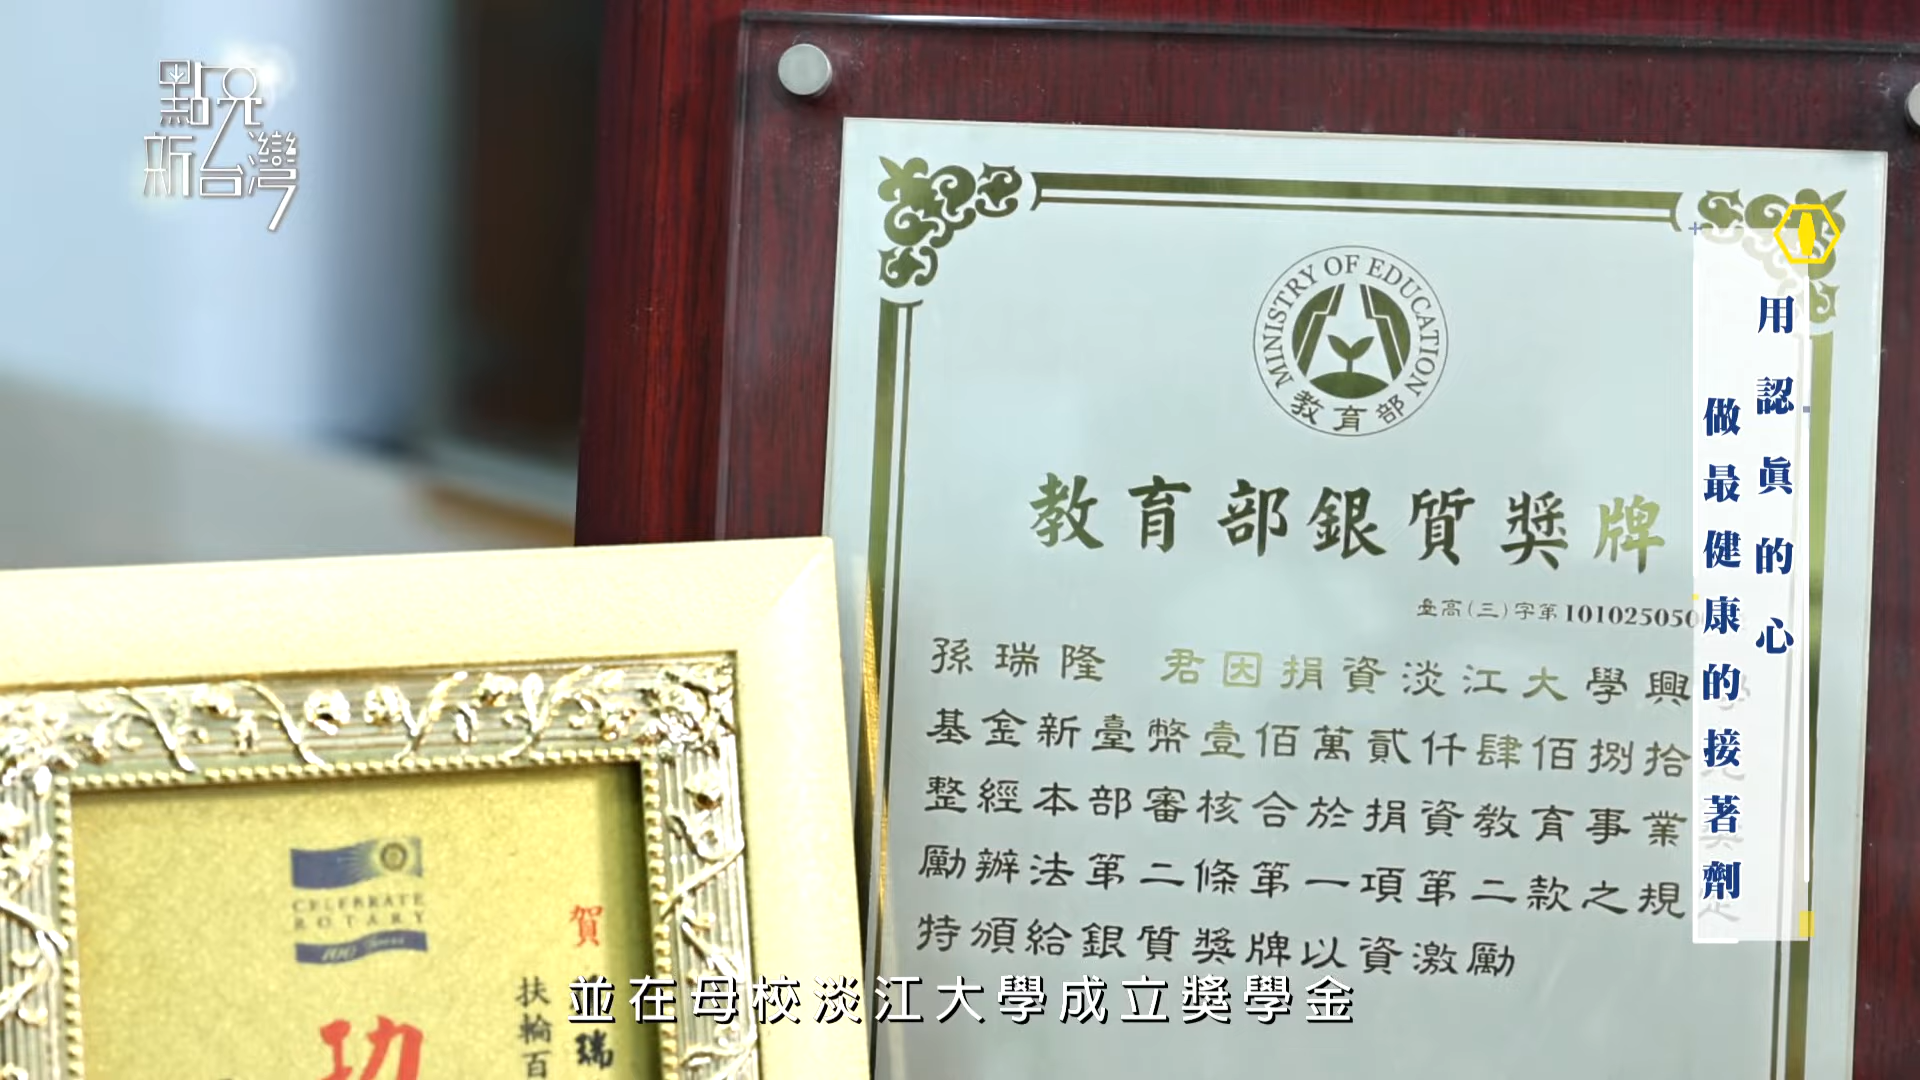 點亮
新台灣
MINISTRY OF EDUCATION
教育部
教育部銀質獎牌
臺高(三)字第101025050
孫瑞隆 君因捐資淡江大學興
基金新臺幣壹佰萬貳仟肆佰捌拾
整經本部審核合於捐資教育事業
勵辦法第二條第一項第二款之規
特頒給銀質獎牌以資激勵
用認真的心
做最健康的接著劑
CELEBRATE
ROTARY
100 Years
賀
瑞
扶輪百
功
並在母校淡江大學成立獎學金